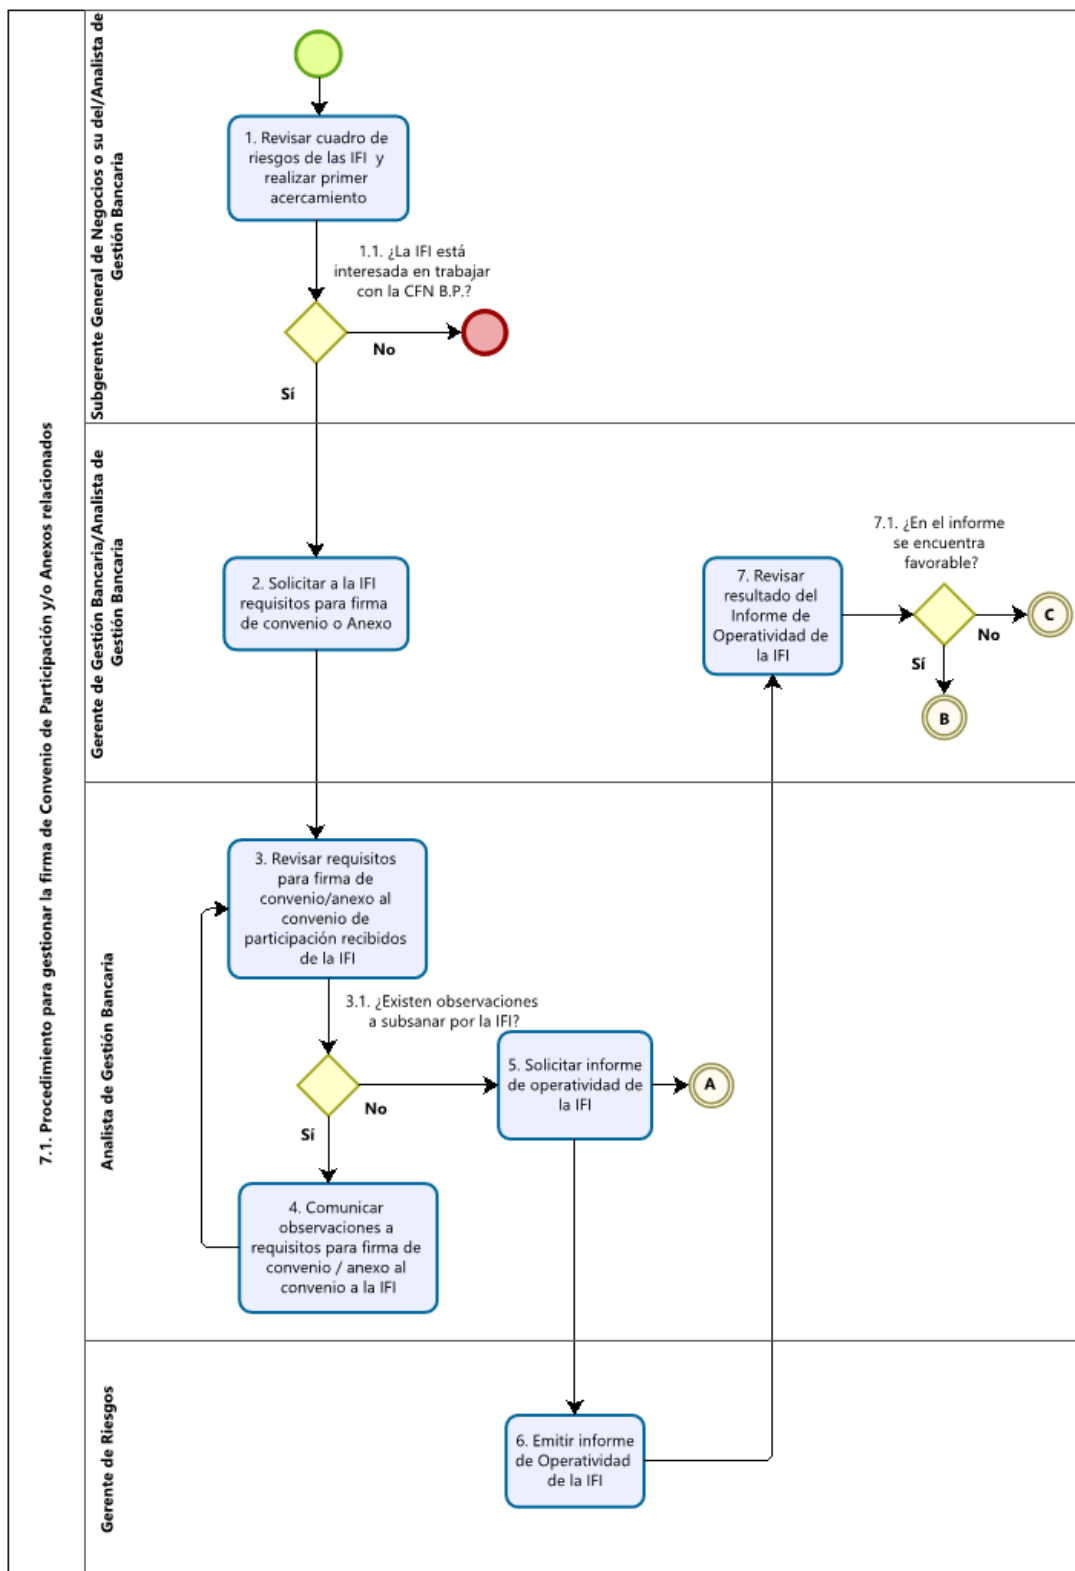 7.1. Procedimiento para gestionar la firma de Convenio de Participación y/o Anexos relacionados
Subgerente General de Negocios o su del/Analista de
Gestión Bancaria
1. Revisar cuadro de
riesgos de las IFI y
realizar primer
acercamiento
1.1. ¿La IFI está
interesada en trabajar
con la CFN B.P.?
No
Sí
Gerente de Gestión Bancaria/Analista de
Gestión Bancaria
2. Solicitar a la IFI
requisitos para firma
de convenio o Anexo
7. Revisar
resultado del
Informe de
Operatividad de
la IFI
7.1. ¿En el informe
se encuentra
favorable?
No
C
Sí
B
Analista de Gestión Bancaria
3. Revisar requisitos
para firma de
convenio/anexo al
convenio de
participación recibidos
de la IFI
3.1. ¿Existen observaciones
a subsanar por la IFI?
No
Sí
5. Solicitar informe
de operatividad de
la IFI
A
4. Comunicar
observaciones a
requisitos para firma de
convenio / anexo al
convenio a la IFI
Gerente de Riesgos
6. Emitir informe
de Operatividad
de la IFI